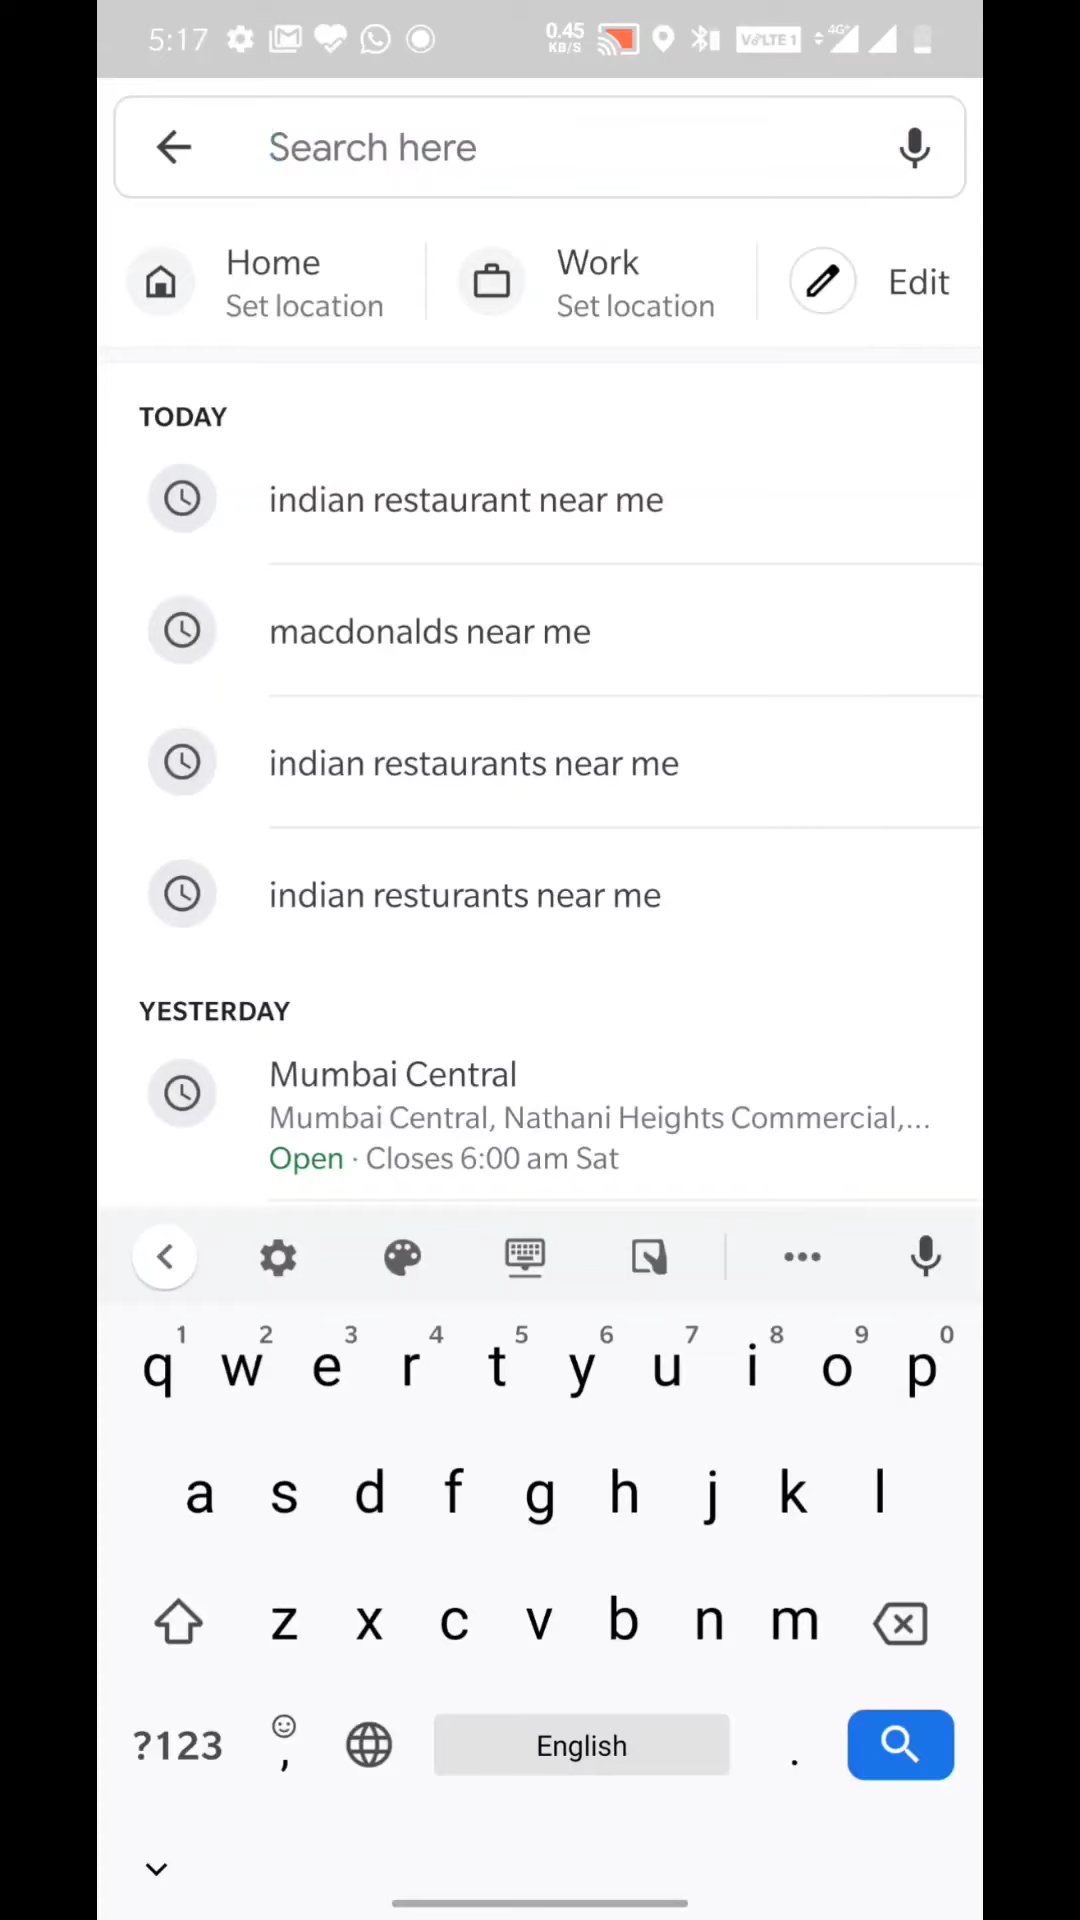 5:17 0.45 KB/S VoLTE 1 4G+
Search here
Home Work Edit
Set location Set location
TODAY
indian restaurant near me
macdonalds near me
indian restaurants near me
indian resturants near me
YESTERDAY
Mumbai Central
Mumbai Central, Nathani Heights Commercial,...
Open · Closes 6:00 am Sat
1 2 3 4 5 6 7 8 9 0
q w e r t y u i o p
a s d f g h j k l
z x c v b n m
?123 , English .